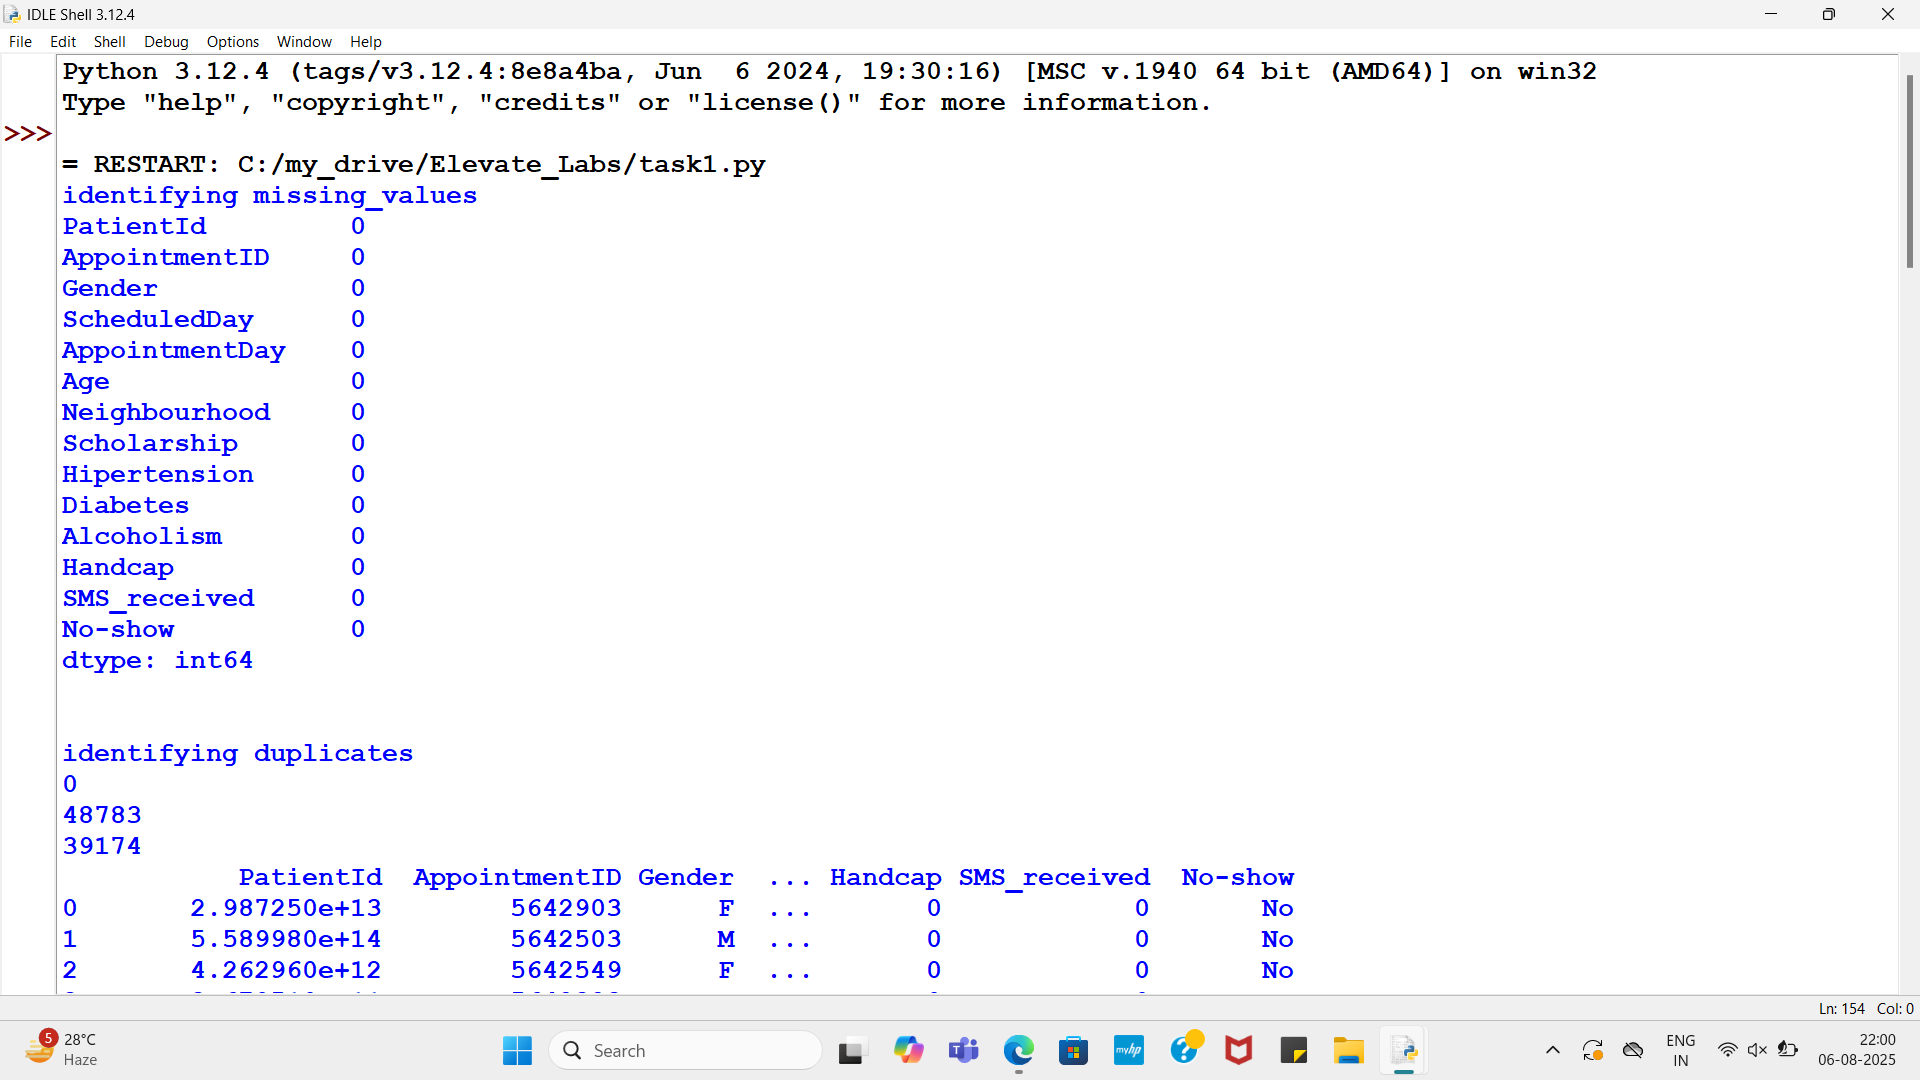 IDLE Shell 3.12.4
File Edit Shell Debug Options Window Help
Python 3.12.4 (tags/v3.12.4:8e8a4ba, Jun  6 2024, 19:30:16) [MSC v.1940 64 bit (AMD64)] on win32
Type "help", "copyright", "credits" or "license()" for more information.
>>>
= RESTART: C:/my_drive/Elevate_Labs/task1.py
identifying missing_values
PatientId         0
AppointmentID     0
Gender            0
ScheduledDay      0
AppointmentDay    0
Age               0
Neighbourhood     0
Scholarship       0
Hipertension      0
Diabetes          0
Alcoholism        0
Handcap           0
SMS_received      0
No-show           0
dtype: int64
identifying duplicates
0
48783
39174
PatientId  AppointmentID Gender  ... Handcap SMS_received  No-show
0       2.987250e+13        5642903      F  ...       0            0       No
1       5.589980e+14        5642503      M  ...       0            0       No
2       4.262960e+12        5642549      F  ...       0            0       No
Ln: 154 Col: 0
5
28°C
Haze
Search
myhp
ENG
IN
22:00
06-08-2025